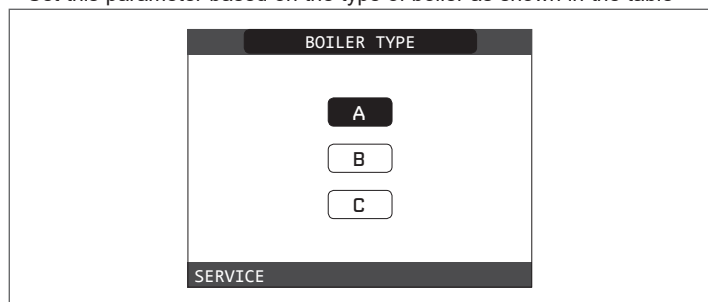 Set this parameter based on the type of boiler as shown in the table
BOILER TYPE
A
B
C
SERVICE